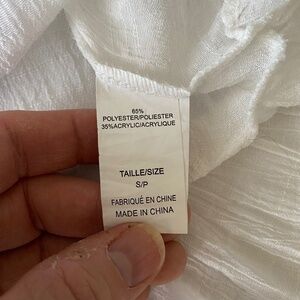 65%
POLYESTER/POLIESTER
35%ACRYLIC/ACRYLIQUE
TAILLE/SIZE
S/P
FABRIQUÉ EN CHINE
MADE IN CHINA